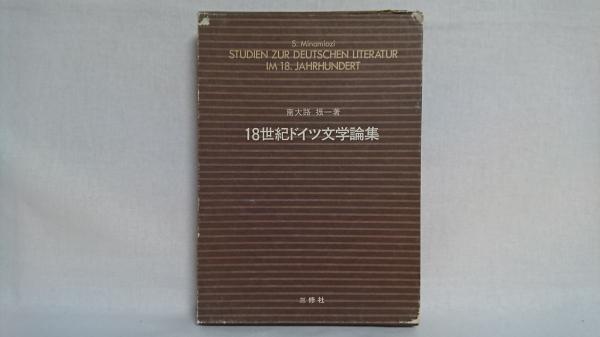 S. Minamiozi
STUDIEN ZUR DEUTSCHEN LITERATUR
IM 18. JAHRHUNDERT
南大路 振一著
18世紀ドイツ文学論集
三修社